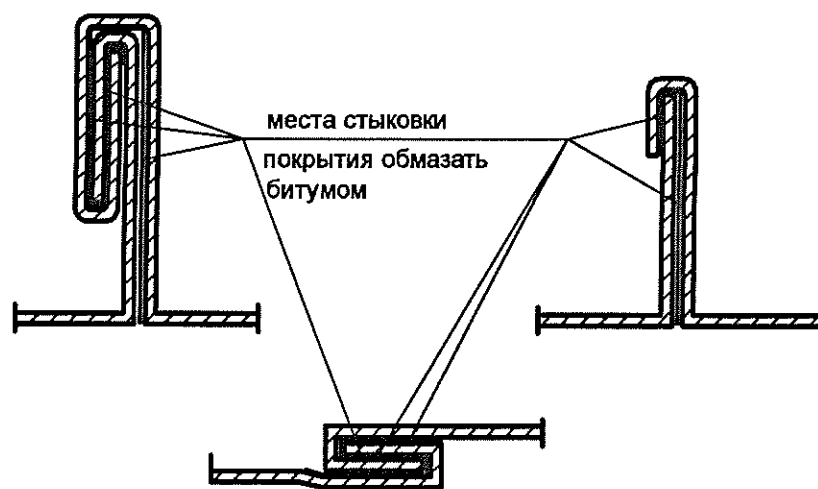 места стыковки
покрытия обмазать
битумом